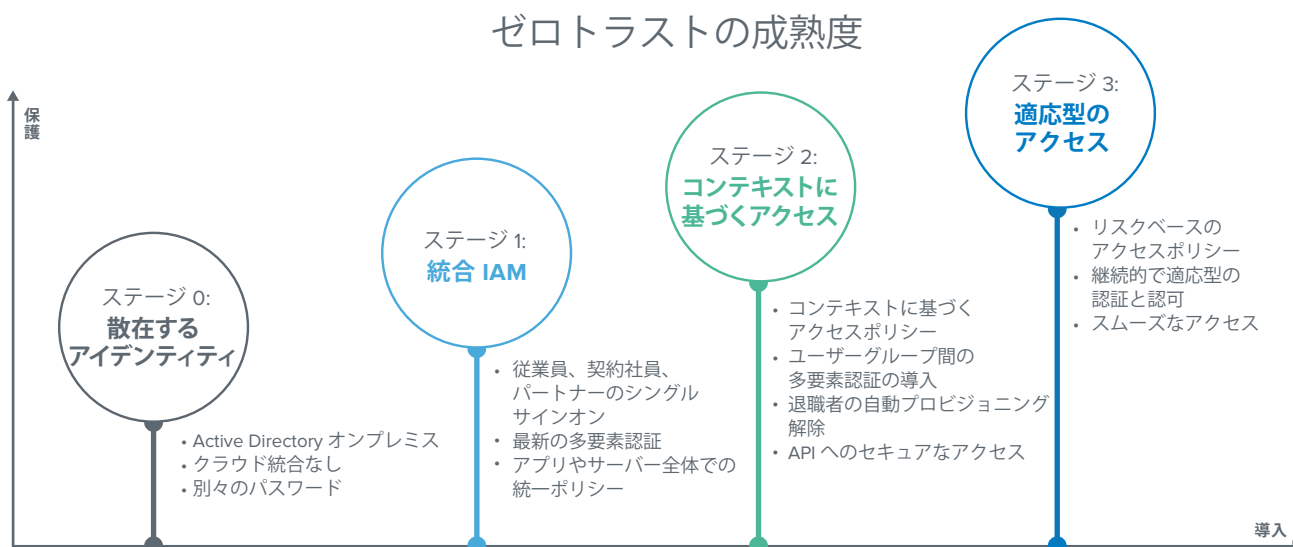 ゼロトラストの成熟度
保護
ステージ 0:
散在する
アイデンティティ
• Active Directory オンプレミス
• クラウド統合なし
• 別々のパスワード
ステージ 1:
統合 IAM
• 従業員、契約社員、
パートナーのシングル
サインオン
• 最新の多要素認証
• アプリやサーバー全体での
統一ポリシー
ステージ 2:
コンテキストに
基づくアクセス
• コンテキストに基づく
アクセスポリシー
• ユーザーグループ間の
多要素認証の導入
• 退職者の自動プロビジョニング
解除
• API へのセキュアなアクセス
ステージ 3:
適応型の
アクセス
• リスクベースの
アクセスポリシー
• 継続的で適応型の
認証と認可
• スムーズなアクセス
導入